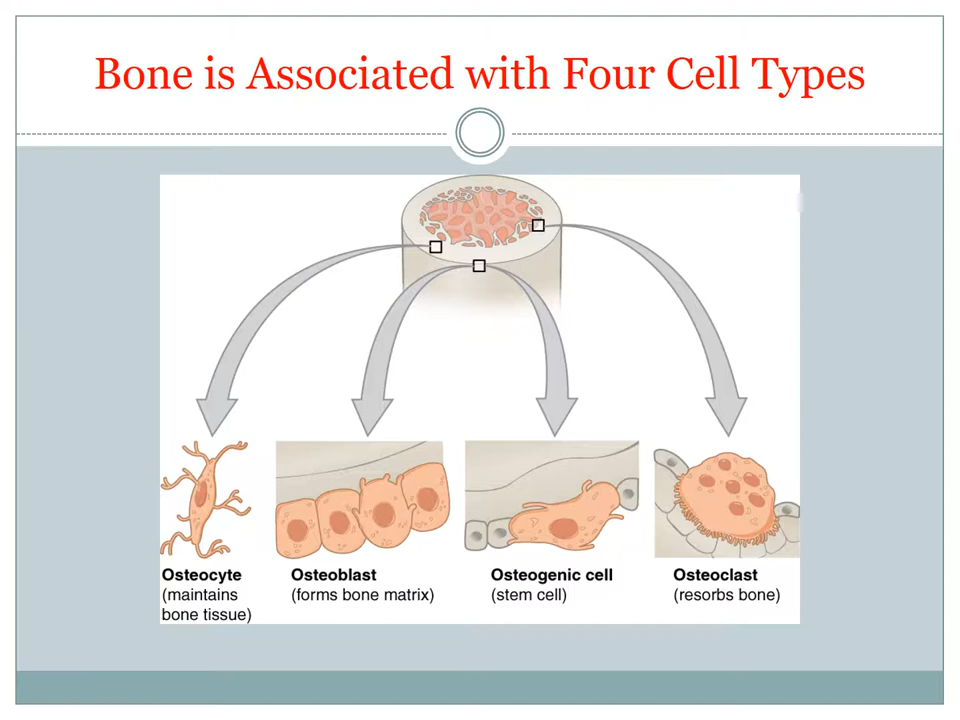 Bone is Associated with Four Cell Types
Osteocyte
(maintains
bone tissue)
Osteoblast
(forms bone matrix)
Osteogenic cell
(stem cell)
Osteoclast
(resorbs bone)